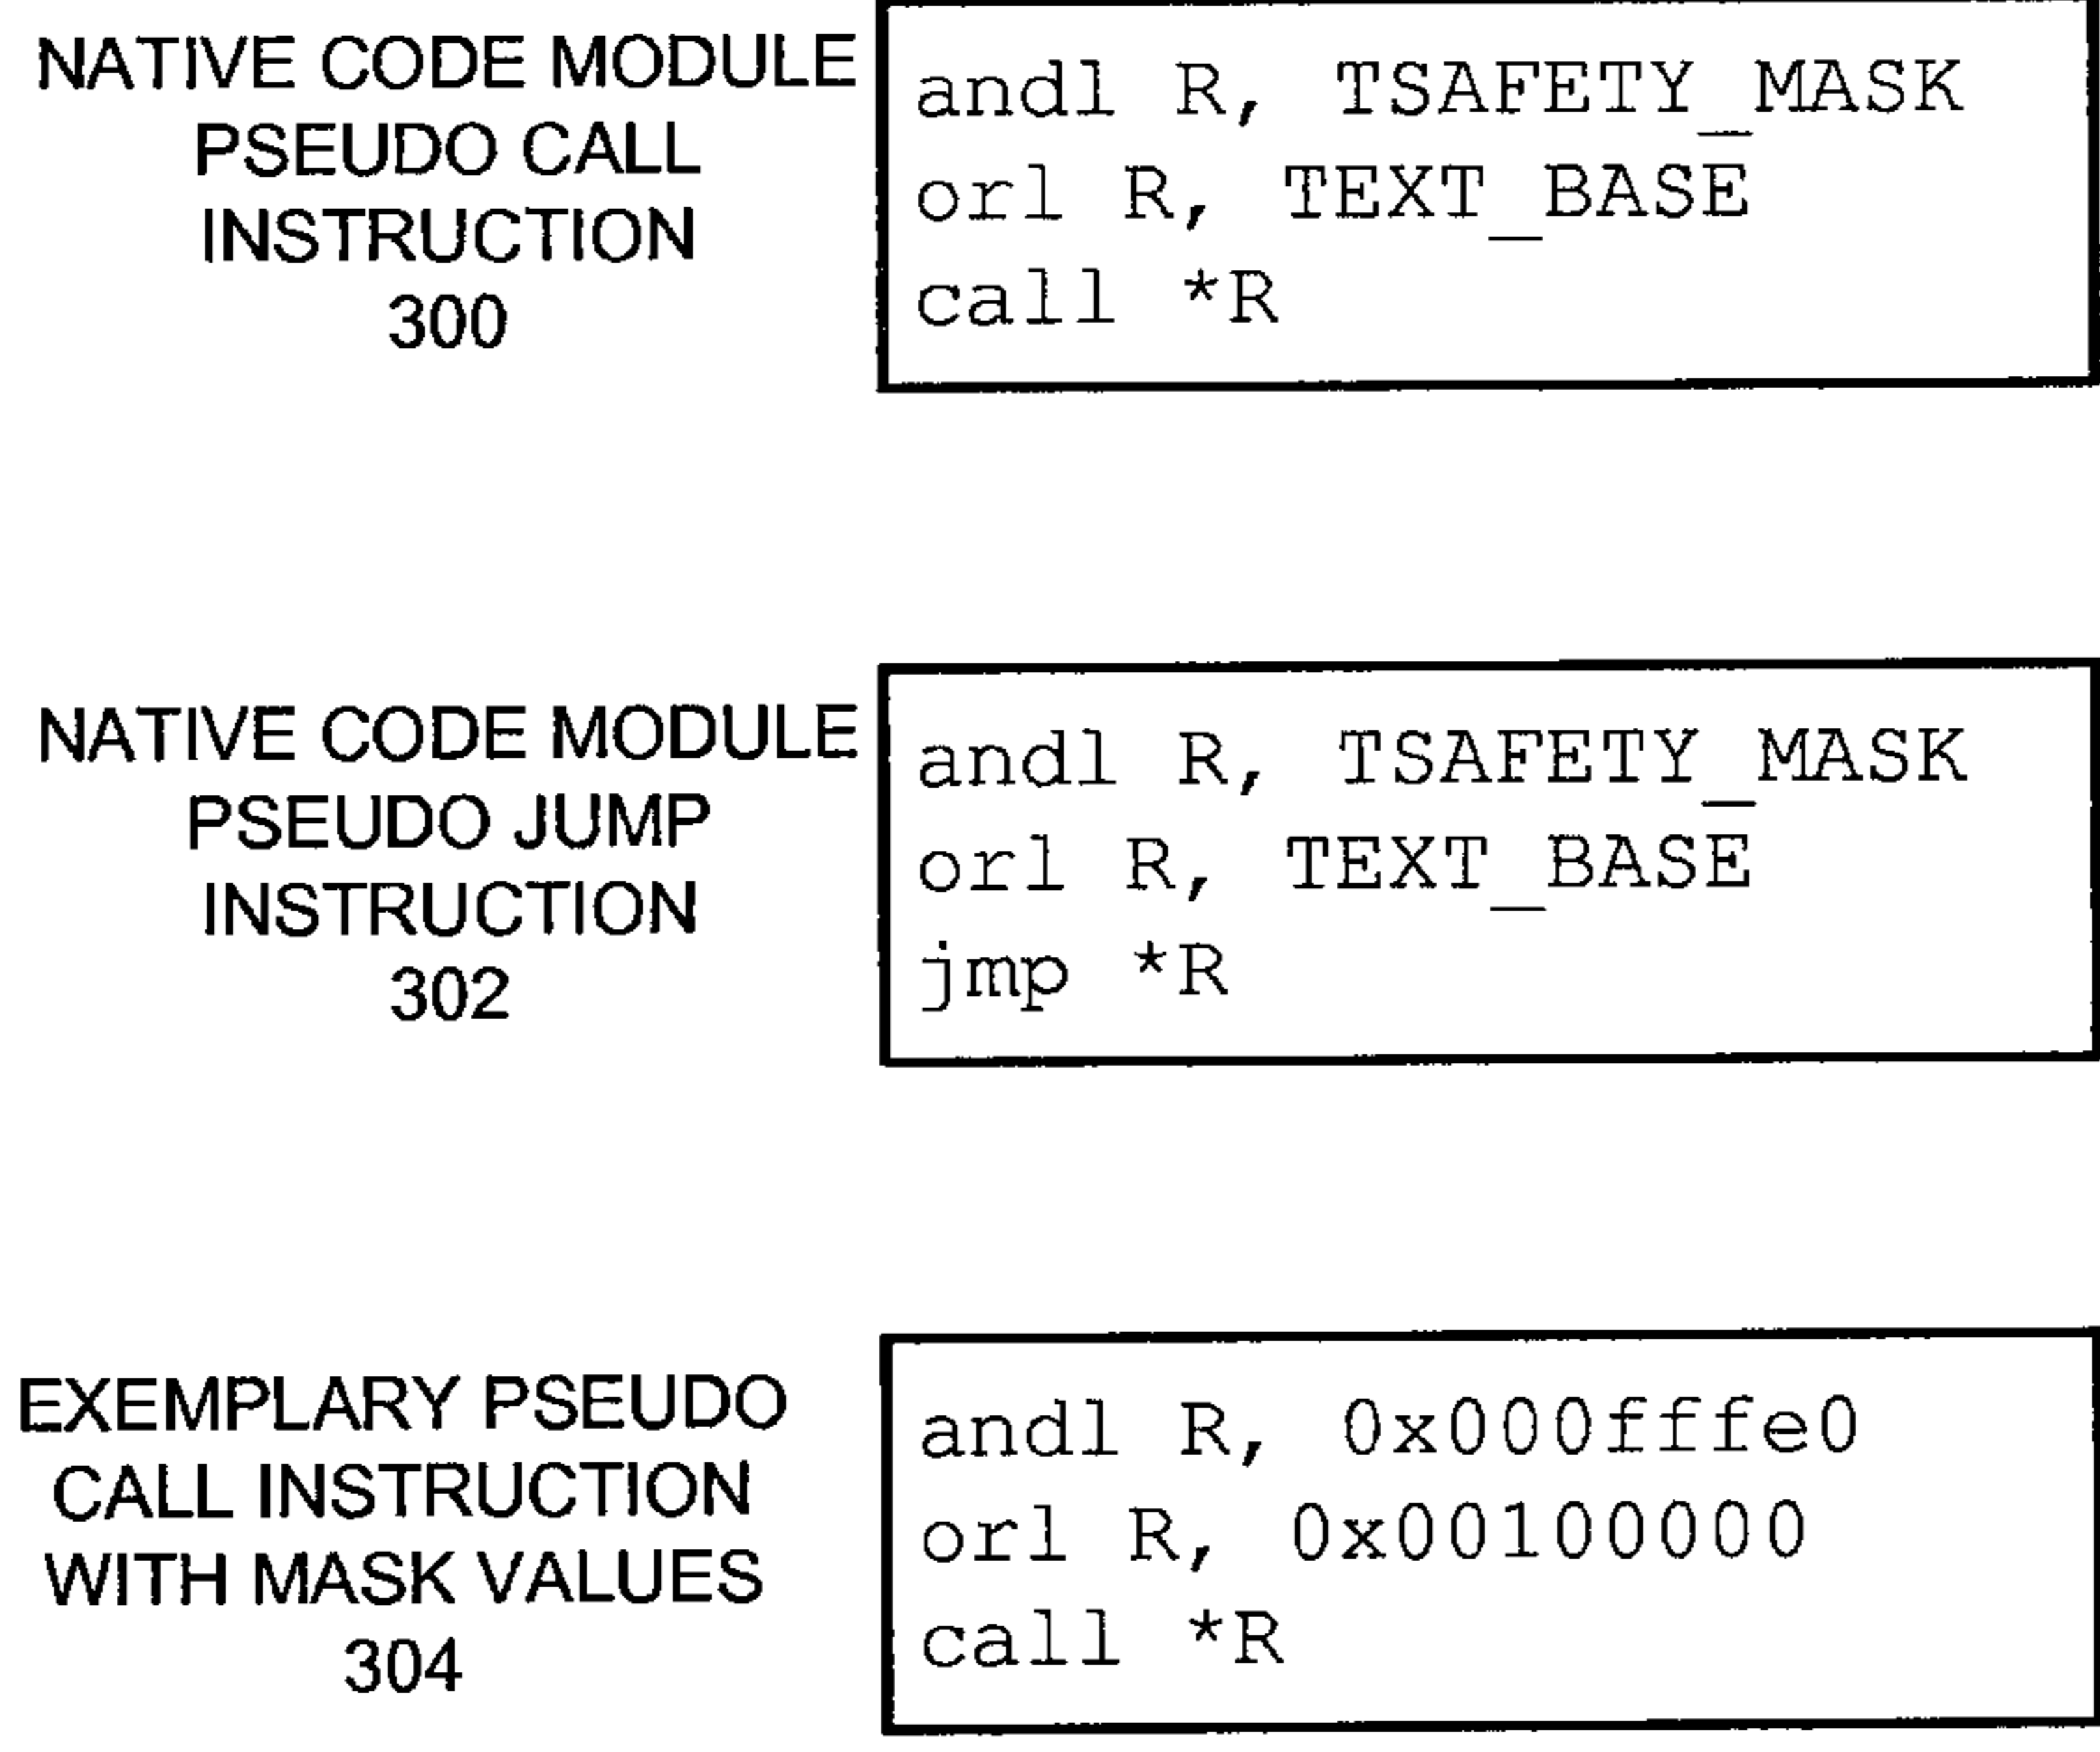 NATIVE CODE MODULE
PSEUDO CALL
INSTRUCTION
300
andl R, TSAFETY_MASK
orl R, TEXT_BASE
call *R
NATIVE CODE MODULE
PSEUDO JUMP
INSTRUCTION
302
andl R, TSAFETY_MASK
orl R, TEXT_BASE
jmp *R
EXEMPLARY PSEUDO
CALL INSTRUCTION
WITH MASK VALUES
304
andl R, 0x000fffe0
orl R, 0x00100000
call *R